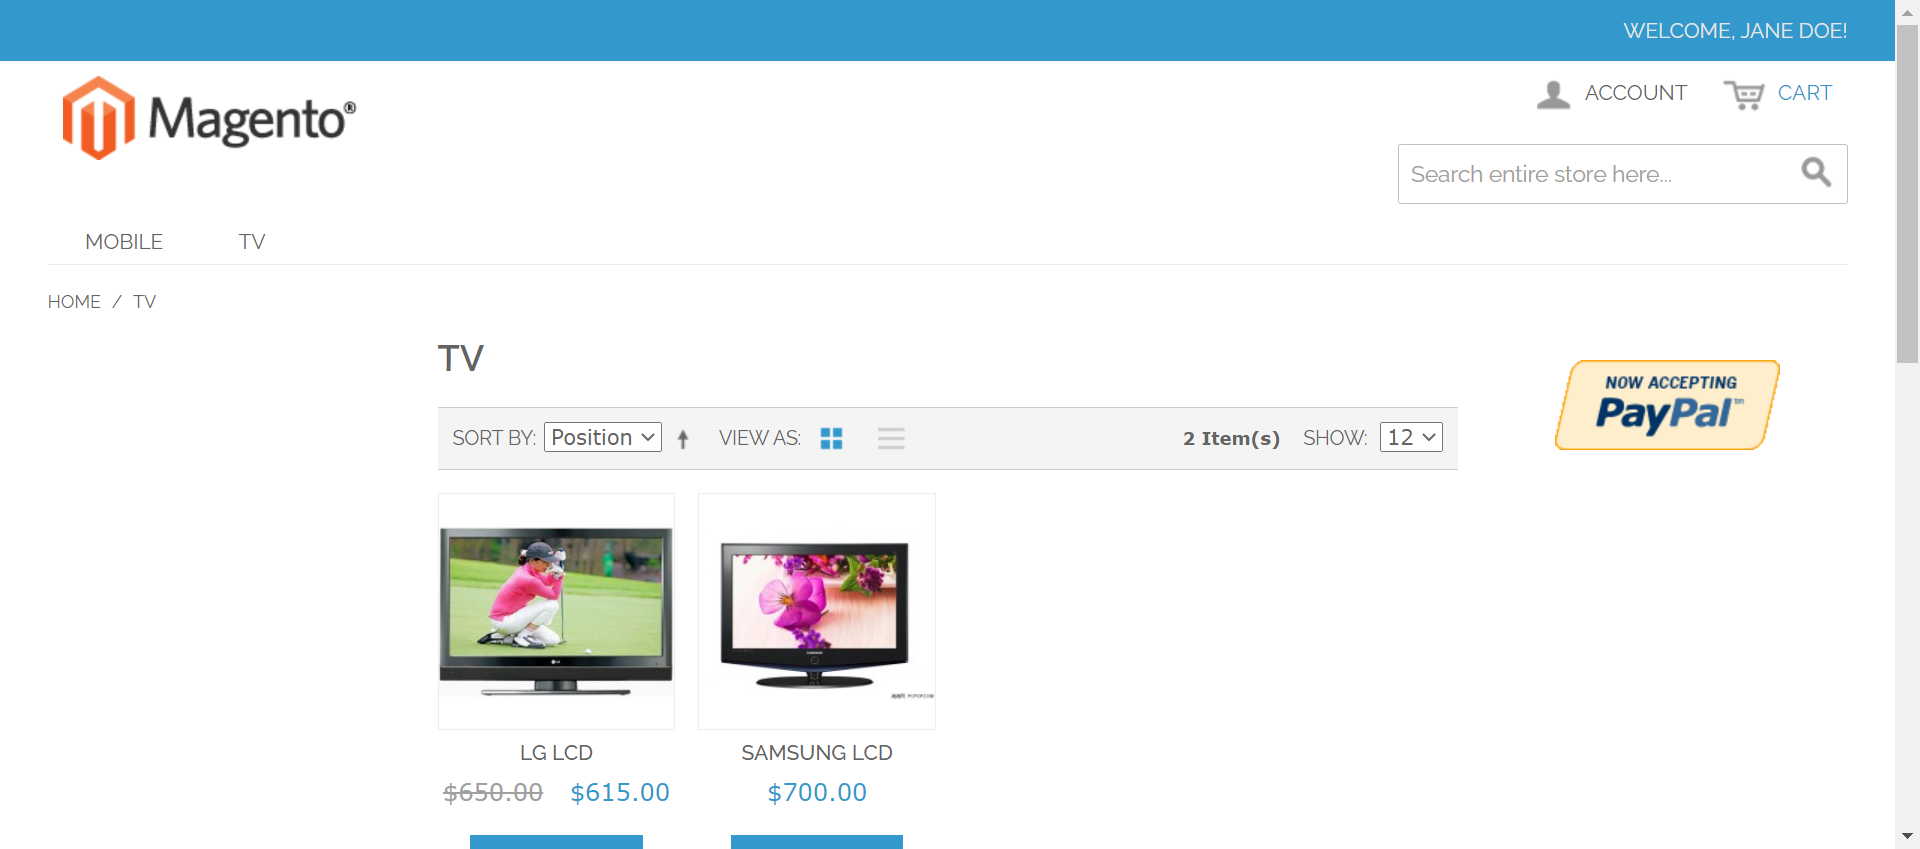 WELCOME, JANE DOE!
Magento®
ACCOUNT
CART
Search entire store here...
MOBILE
TV
HOME / TV
TV
SORT BY: Position
VIEW AS:
2 Item(s)
SHOW: 12
NOW ACCEPTING
PayPal
LG LCD
SAMSUNG LCD
$650.00 $615.00
$700.00